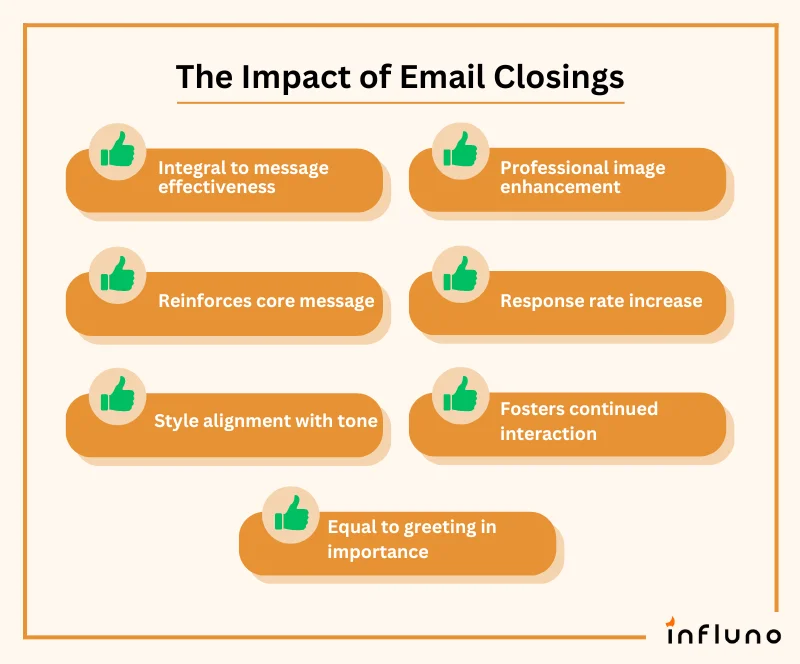 The Impact of Email Closings
Integral to message
effectiveness
Professional image
enhancement
Reinforces core message
Response rate increase
Style alignment with tone
Fosters continued
interaction
Equal to greeting in
importance
influno